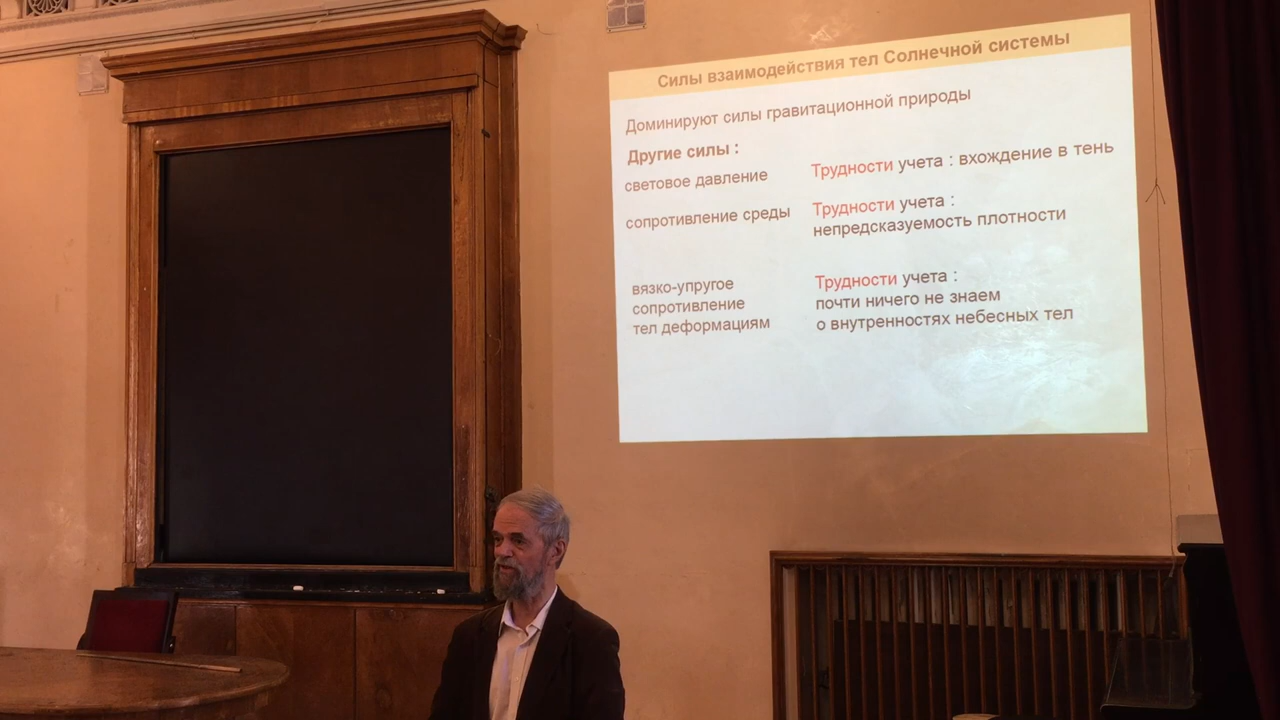 Силы взаимодействия тел Солнечной системы
Доминируют силы гравитационной природы
Другие силы :
световое давление
Трудности учета : вхождение в тень
сопротивление среды
Трудности учета :
непредсказуемость плотности
вязко-упругое
сопротивление
тел деформациям
Трудности учета :
почти ничего не знаем
о внутренностях небесных тел